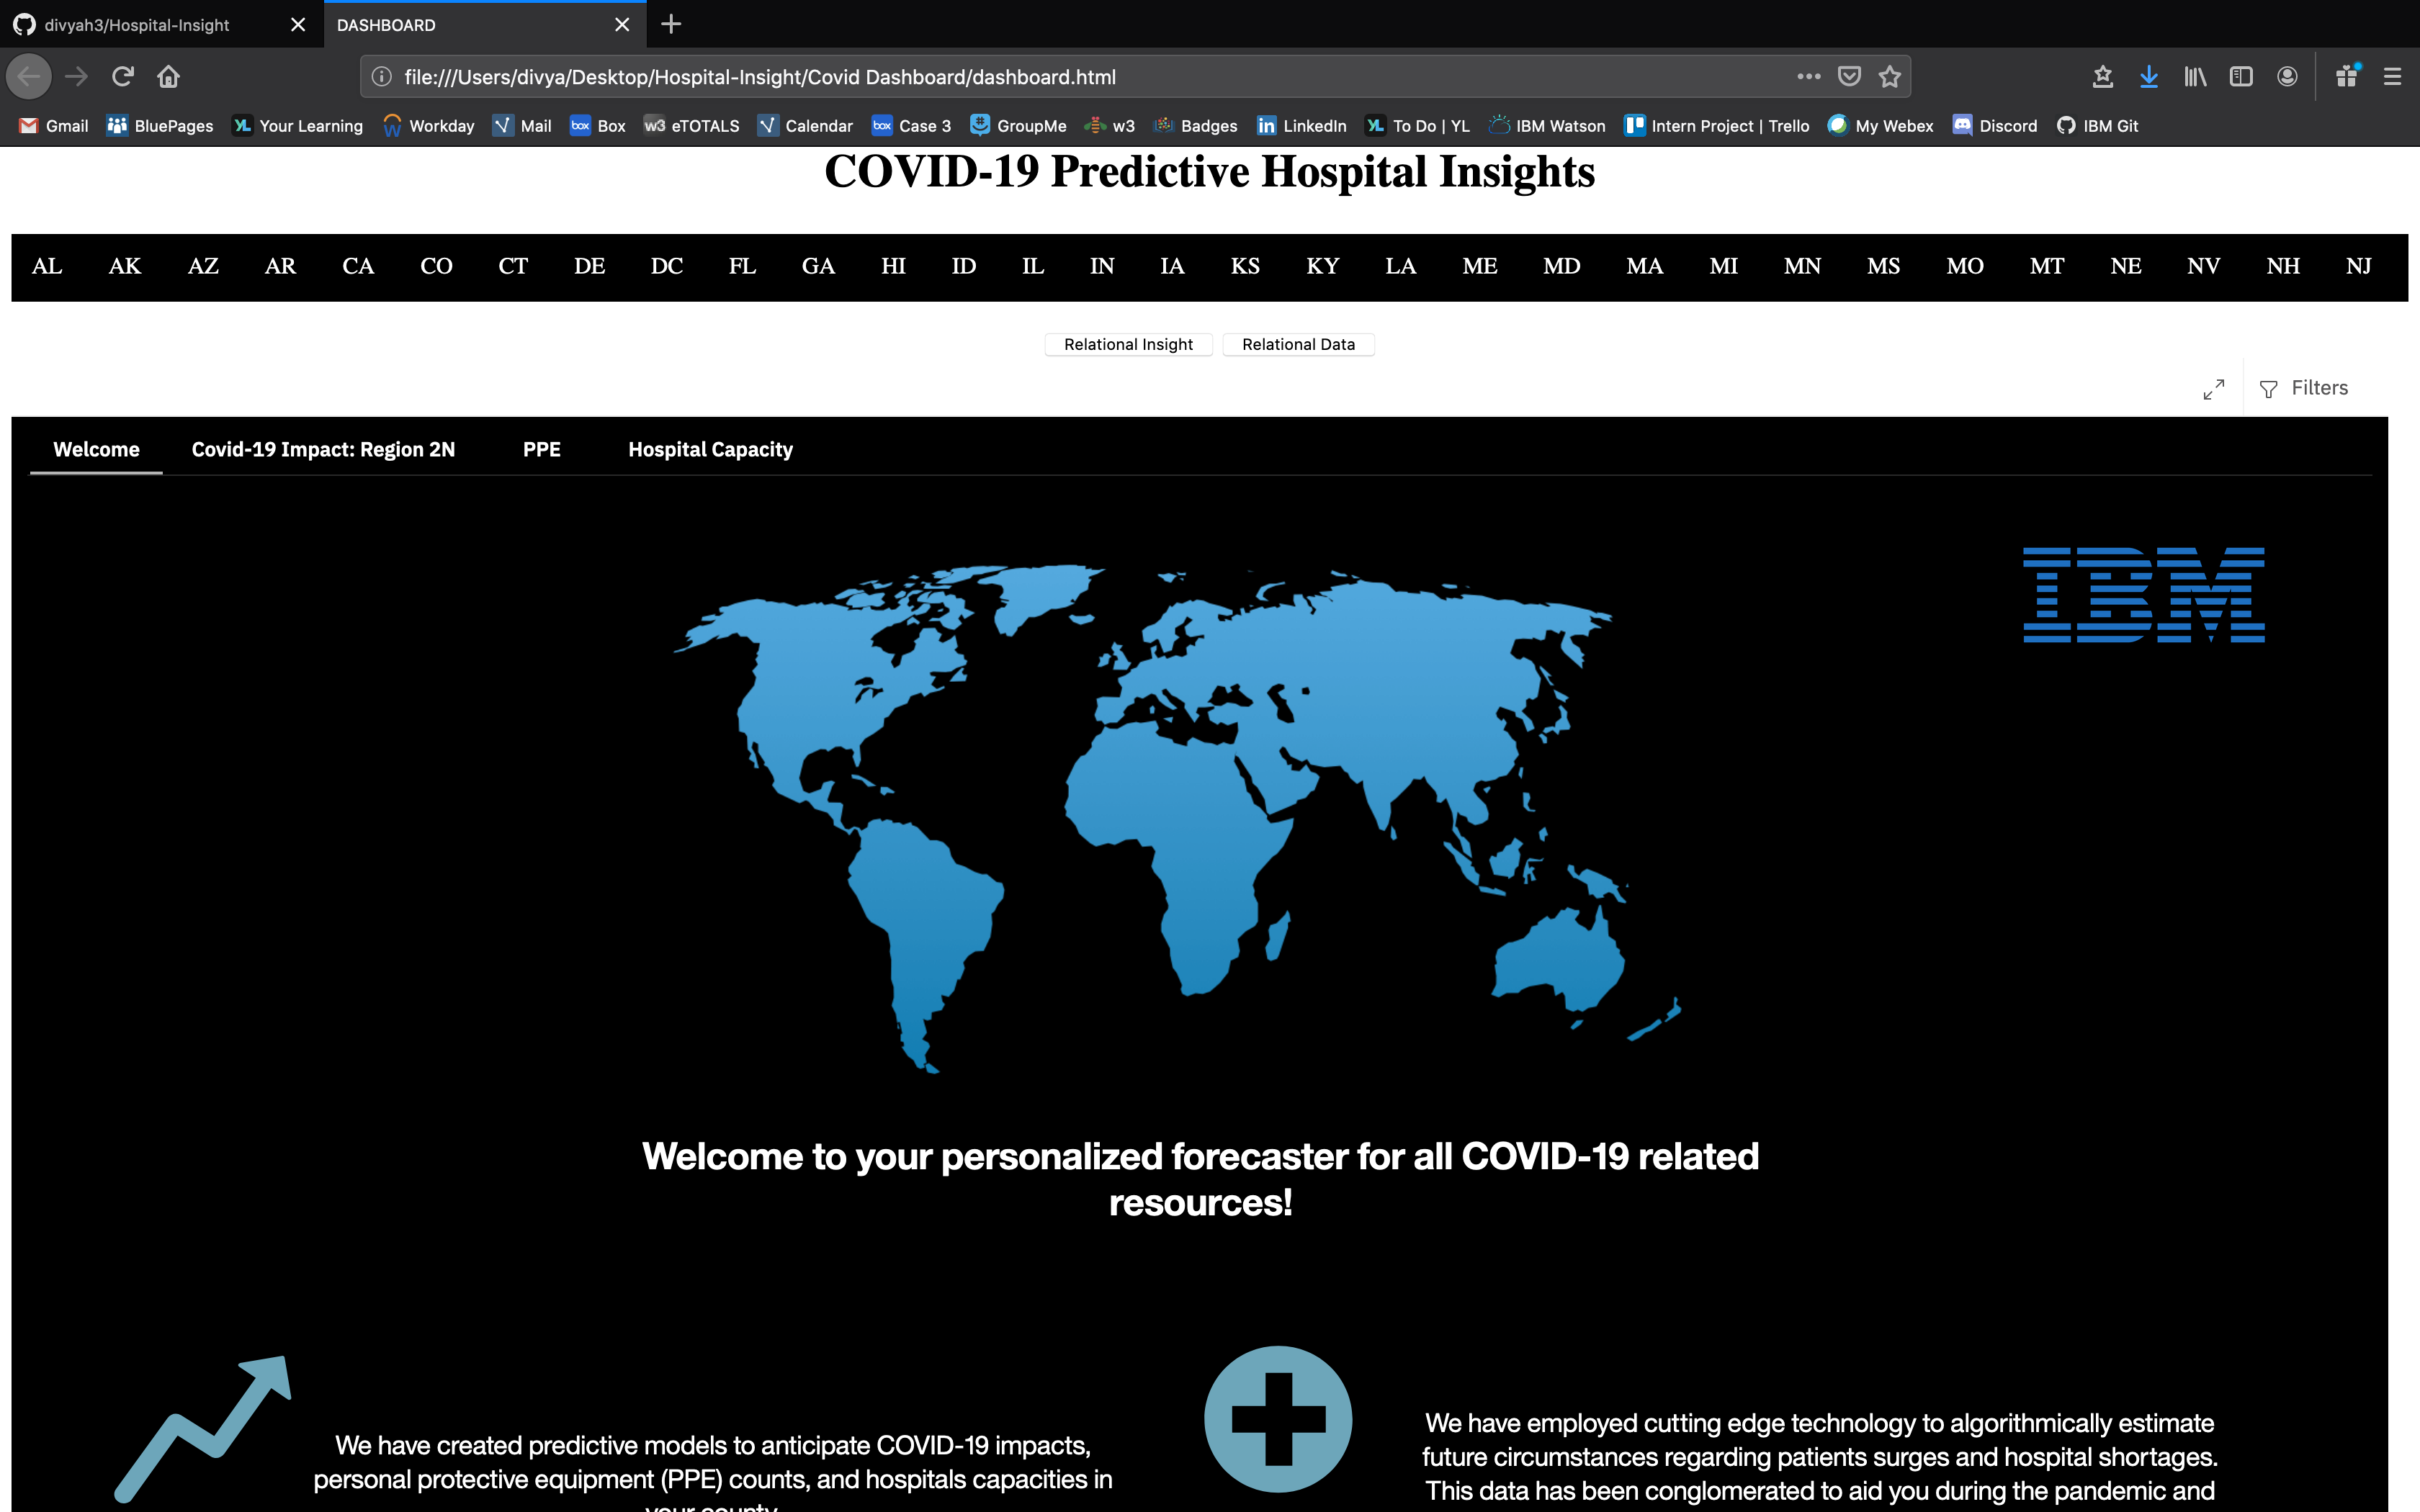 divyah3/Hospital-Insight
DASHBOARD
file:///Users/divya/Desktop/Hospital-Insight/Covid Dashboard/dashboard.html
Gmail BluePages YL Your Learning Workday Mail box Box w3 eTOTALS Calendar box Case 3 GroupMe w3 Badges in LinkedIn YL To Do | YL IBM Watson Intern Project | Trello My Webex Discord IBM Git
COVID-19 Predictive Hospital Insights
AL AK AZ AR CA CO CT DE DC FL GA HI ID IL IN IA KS KY LA ME MD MA MI MN MS MO MT NE NV NH NJ
Relational Insight Relational Data
Filters
Welcome Covid-19 Impact: Region 2N PPE Hospital Capacity
IBM
Welcome to your personalized forecaster for all COVID-19 related
resources!
We have created predictive models to anticipate COVID-19 impacts,
personal protective equipment (PPE) counts, and hospitals capacities in
your county
We have employed cutting edge technology to algorithmically estimate
future circumstances regarding patients surges and hospital shortages.
This data has been conglomerated to aid you during the pandemic and